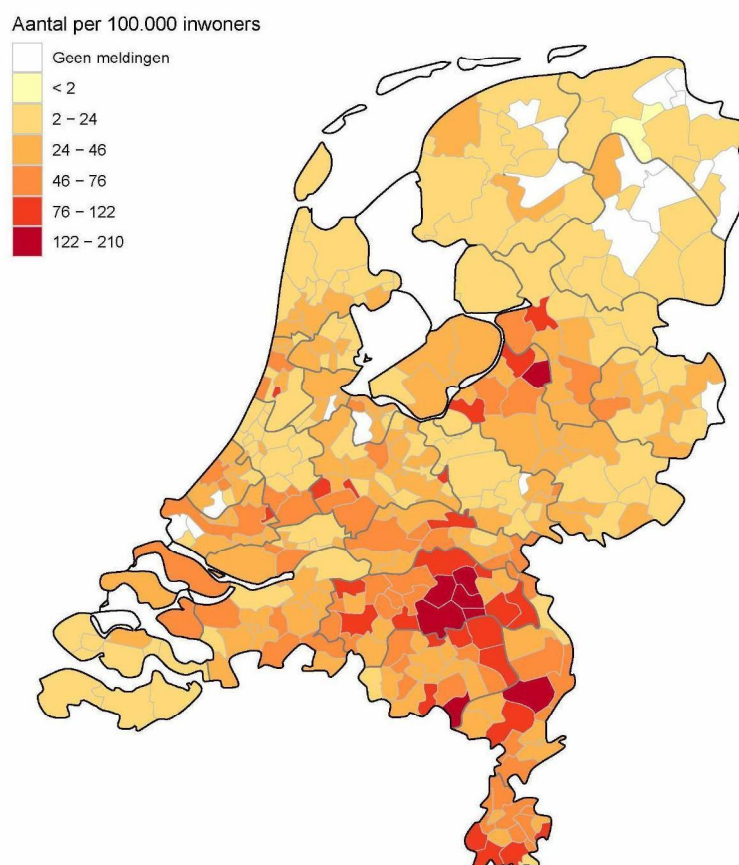 Aantal per 100.000 inwoners
Geen meldingen
< 2
2 – 24
24 – 46
46 – 76
76 – 122
122 – 210